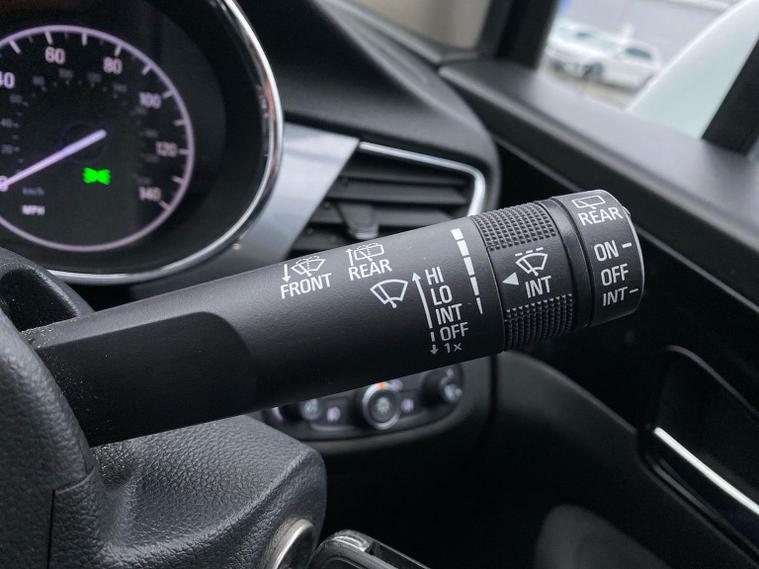 60
80
100
120
140
40
0
km/h
MPH
FRONT
REAR
HI
LO
INT
OFF
1x
INT
REAR
ON
OFF
INT